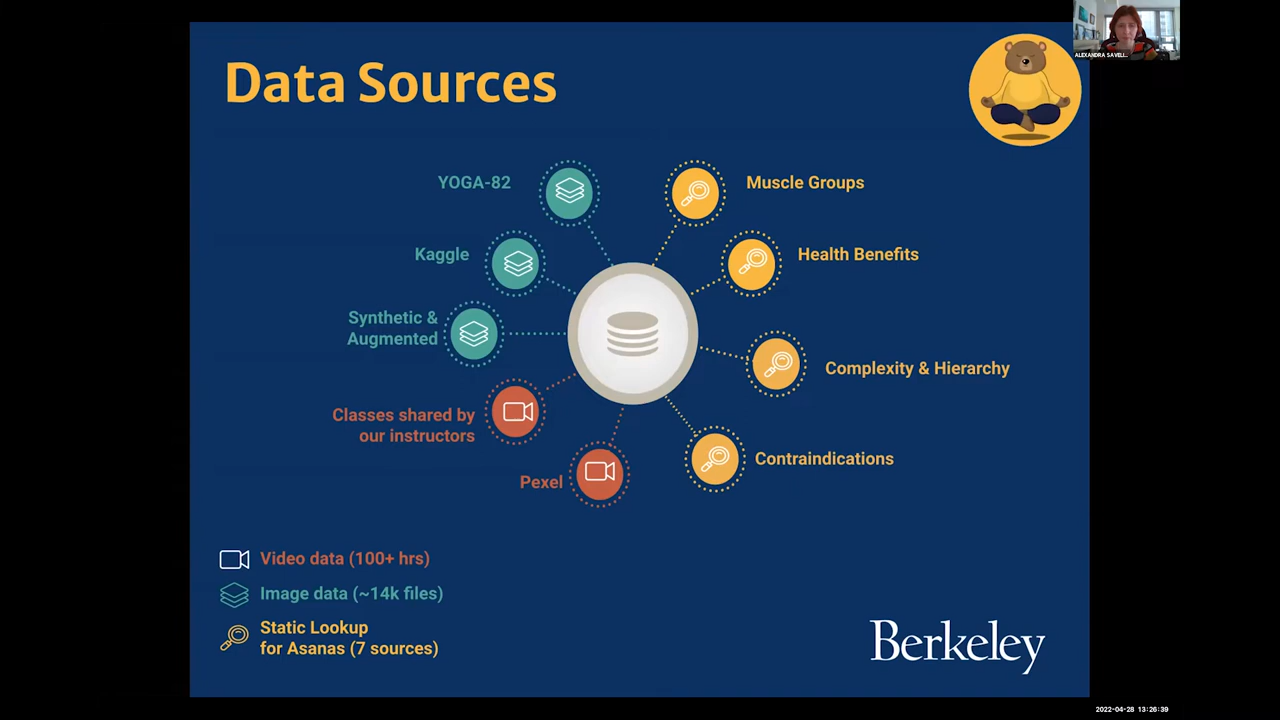 Data Sources
ALEXANDRA SAVELI...
YOGA-82
Muscle Groups
Kaggle
Health Benefits
Synthetic &
Augmented
Complexity & Hierarchy
Classes shared by
our instructors
Contraindications
Pexel
Video data (100+ hrs)
Image data (~14k files)
Static Lookup
for Asanas (7 sources)
Berkeley
2022-04-28 13:26:39